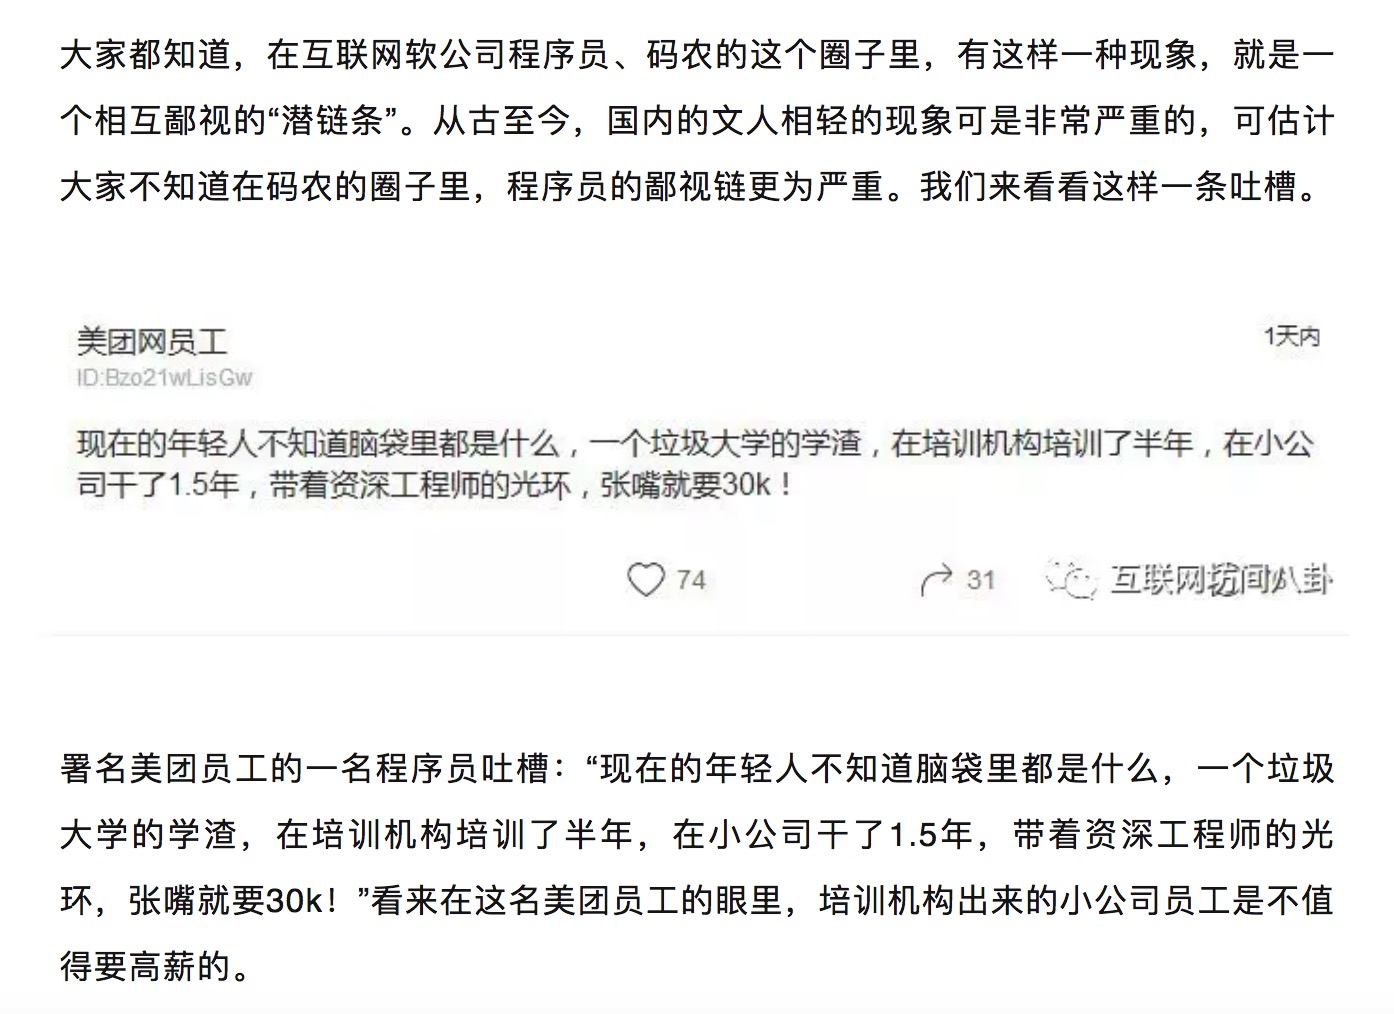 大家都知道，在互联网软公司程序员、码农的这个圈子里，有这样一种现象，就是一
个相互鄙视的“潜链条”。从古至今，国内的文人相轻的现象可是非常严重的，可估计
大家不知道在码农的圈子里，程序员的鄙视链更为严重。我们来看看这样一条吐槽。
美团网员工
1天内
ID:Bzo21wLisGw
现在的年轻人不知道脑袋里都是什么，一个垃圾大学的学渣，在培训机构培训了半年，在小公
司干了1.5年，带着资深工程师的光环，张嘴就要30k！
74
31
互联网坊间八卦
署名美团员工的一名程序员吐槽：“现在的年轻人不知道脑袋里都是什么，一个垃圾
大学的学渣，在培训机构培训了半年，在小公司干了1.5年，带着资深工程师的光
环，张嘴就要30k！”看来在这名美团员工的眼里，培训机构出来的小公司员工是不值
得要高薪的。